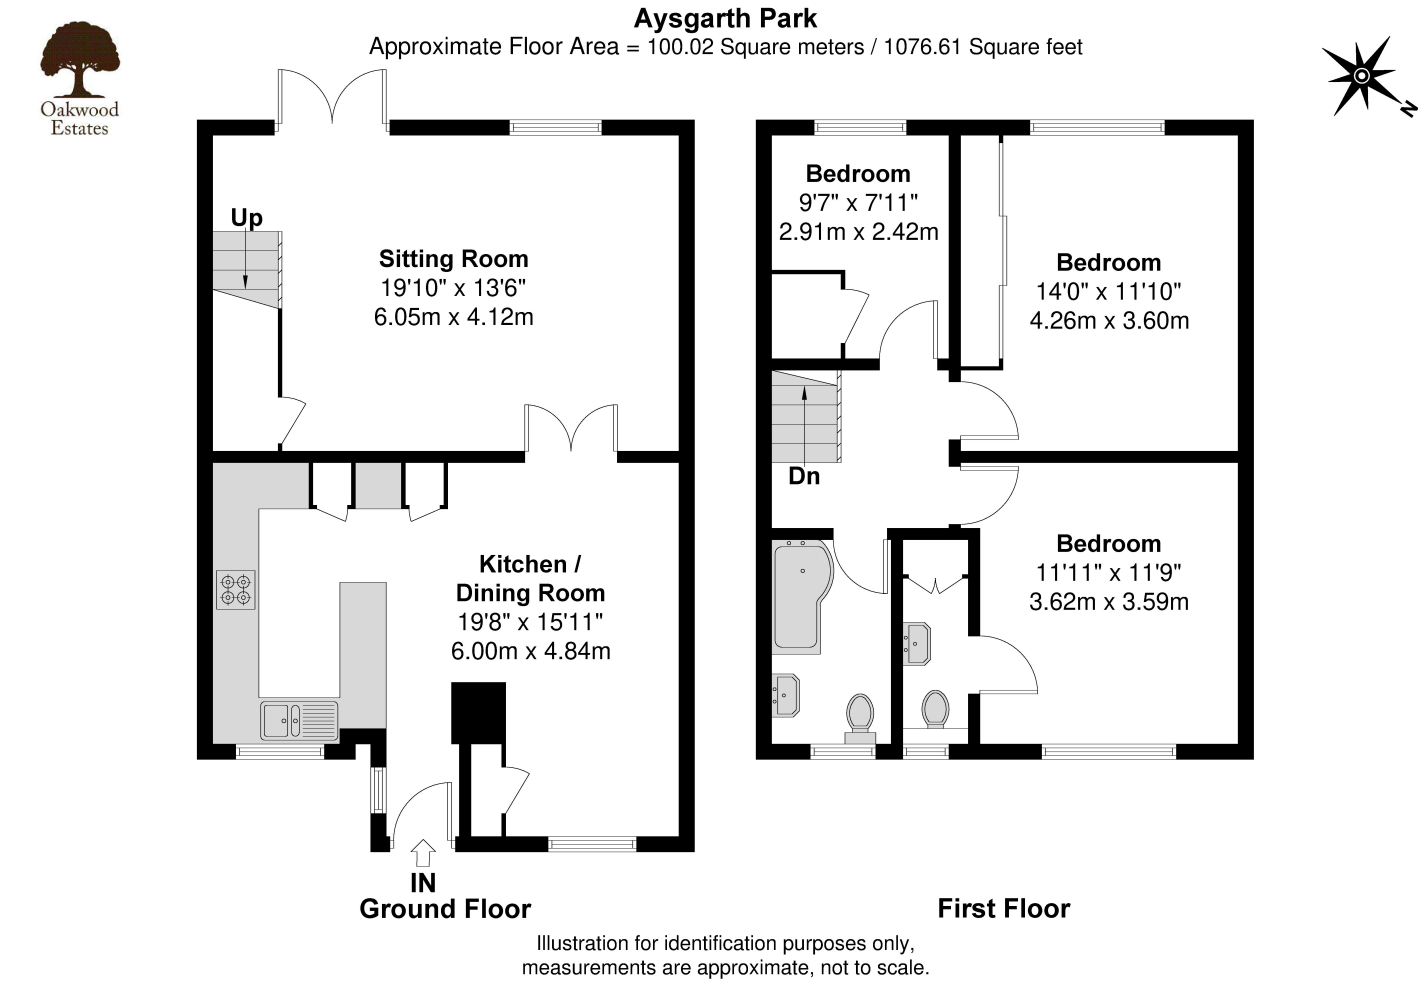 Aysgarth Park
Approximate Floor Area = 100.02 Square meters / 1076.61 Square feet
Oakwood
Estates
N
Up
Sitting Room
19'10" x 13'6"
6.05m x 4.12m
Kitchen /
Dining Room
19'8" x 15'11"
6.00m x 4.84m
IN
Ground Floor
Bedroom
9'7" x 7'11"
2.91m x 2.42m
Bedroom
14'0" x 11'10"
4.26m x 3.60m
Dn
Bedroom
11'11" x 11'9"
3.62m x 3.59m
First Floor
Illustration for identification purposes only,
measurements are approximate, not to scale.